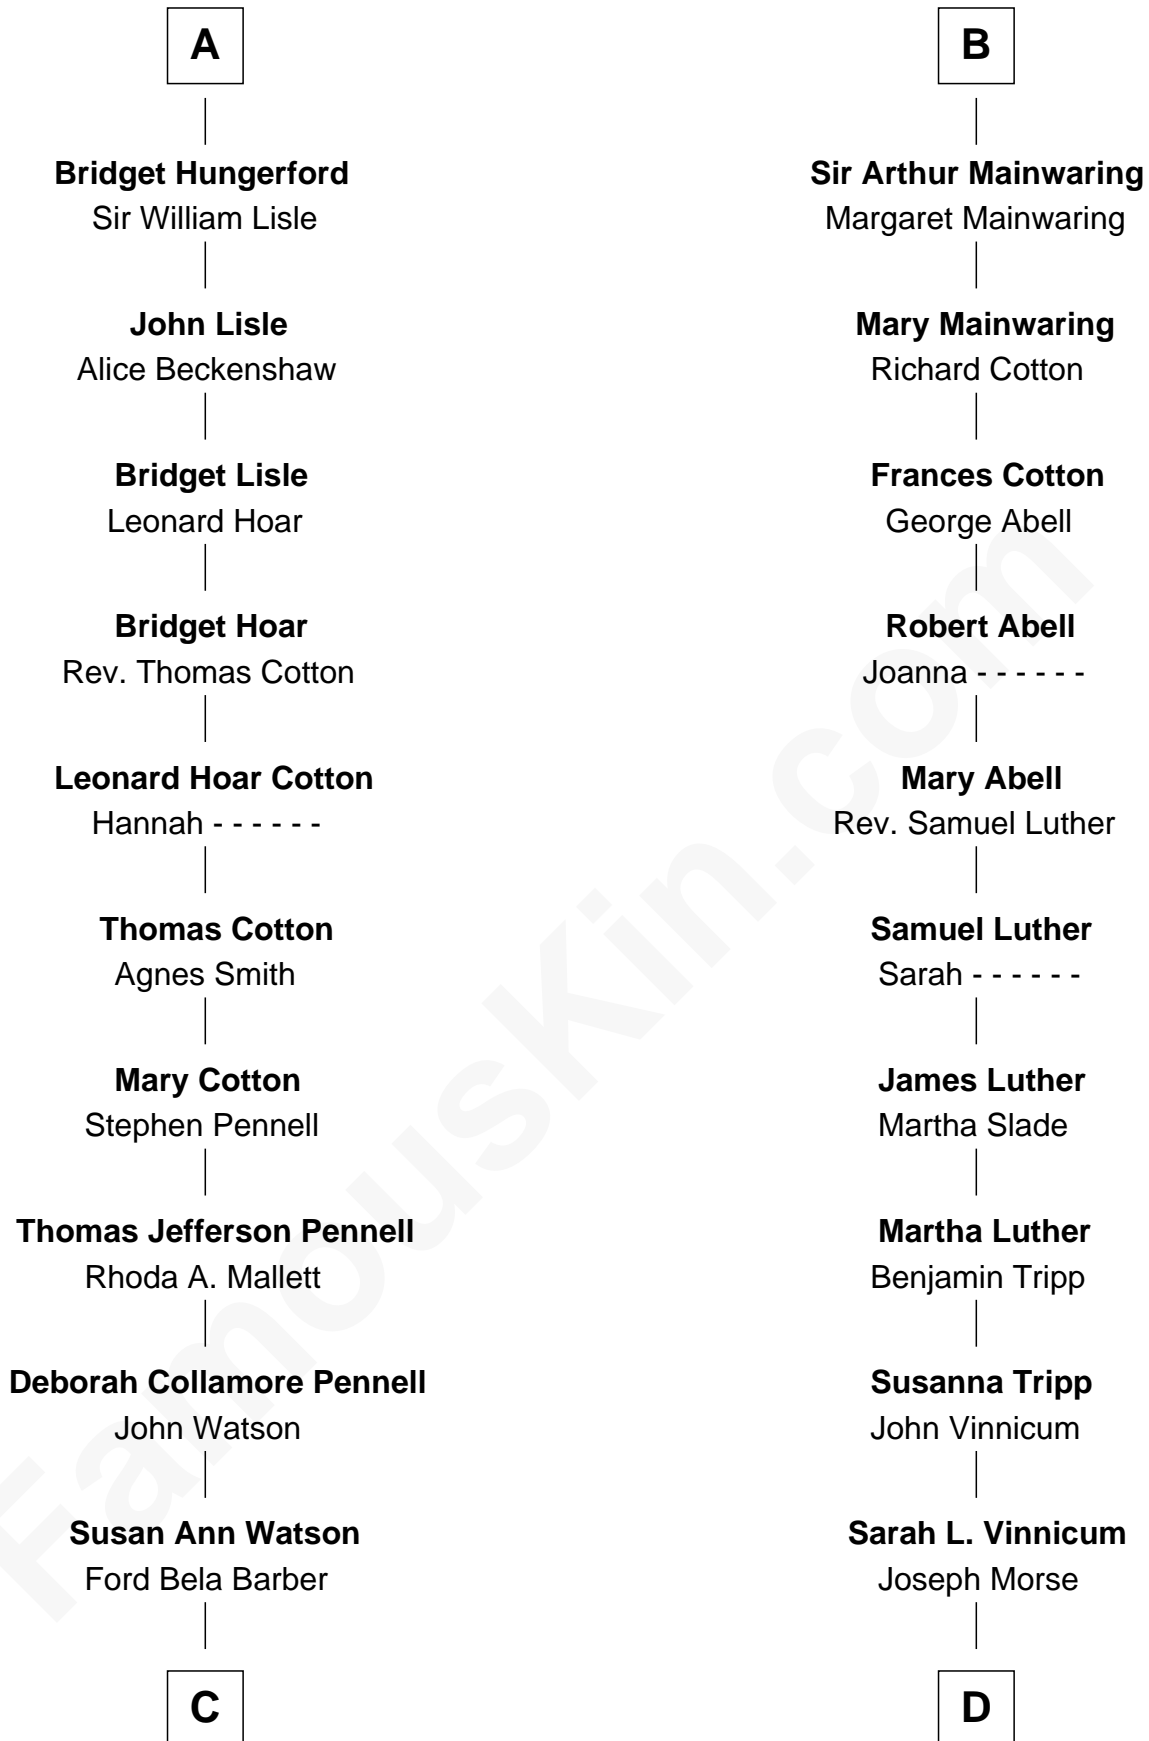 A
Bridget Hungerford
Sir William Lisle
John Lisle
Alice Beckenshaw
Bridget Lisle
Leonard Hoar
Bridget Hoar
Rev. Thomas Cotton
Leonard Hoar Cotton
Hannah - - - - - -
Thomas Cotton
Agnes Smith
Mary Cotton
Stephen Pennell
Thomas Jefferson Pennell
Rhoda A. Mallett
Deborah Collamore Pennell
John Watson
Susan Ann Watson
Ford Bela Barber
C
B
Sir Arthur Mainwaring
Margaret Mainwaring
Mary Mainwaring
Richard Cotton
Frances Cotton
George Abell
Robert Abell
Joanna - - - - - -
Mary Abell
Rev. Samuel Luther
Samuel Luther
Sarah - - - - - -
James Luther
Martha Slade
Martha Luther
Benjamin Tripp
Susanna Tripp
John Vinnicum
Sarah L. Vinnicum
Joseph Morse
D
FamousKin.com